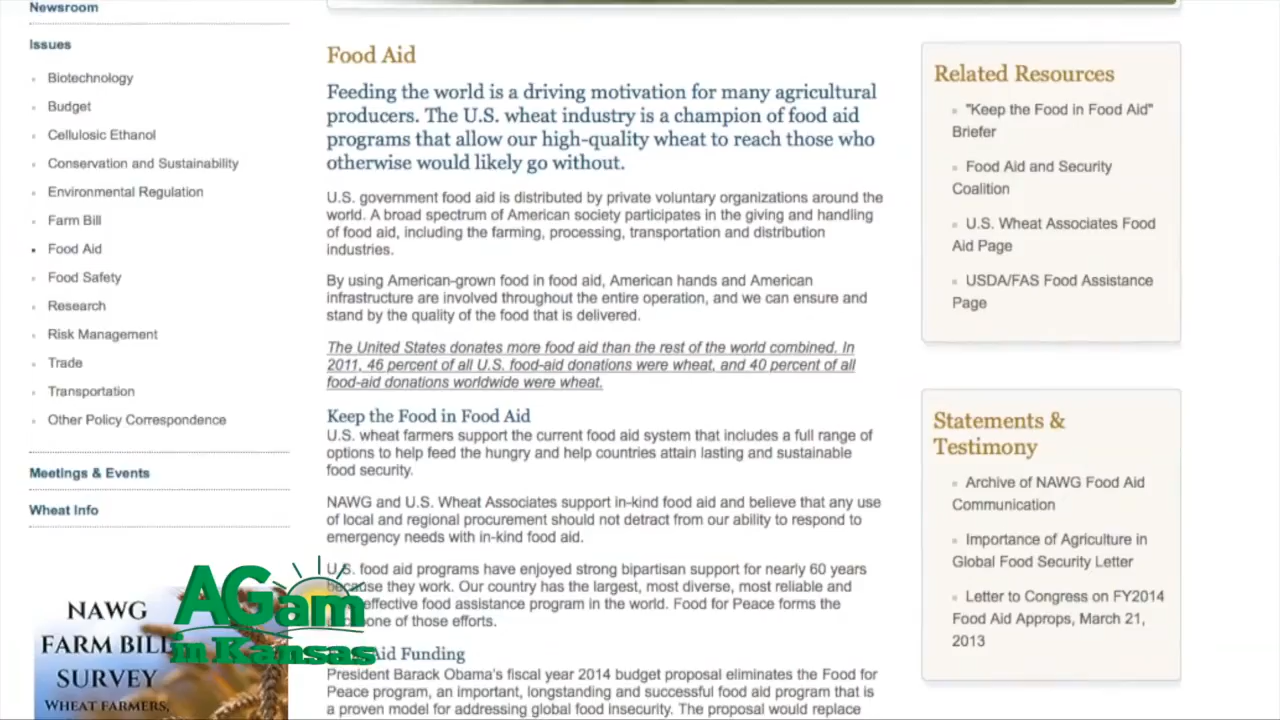 Newsroom
Issues
Biotechnology
Budget
Cellulosic Ethanol
Conservation and Sustainability
Environmental Regulation
Farm Bill
Food Aid
Food Safety
Research
Risk Management
Trade
Transportation
Other Policy Correspondence
Meetings & Events
Wheat Info
NAWG
FARM BILL
SURVEY
WHEAT FARMERS,
AGam
in Kansas
Food Aid
Feeding the world is a driving motivation for many agricultural
producers. The U.S. wheat industry is a champion of food aid
programs that allow our high-quality wheat to reach those who
otherwise would likely go without.
U.S. government food aid is distributed by private voluntary organizations around the
world. A broad spectrum of American society participates in the giving and handling
of food aid, including the farming, processing, transportation and distribution
industries.
By using American-grown food in food aid, American hands and American
infrastructure are involved throughout the entire operation, and we can ensure and
stand by the quality of the food that is delivered.
The United States donates more food aid than the rest of the world combined. In
2011, 46 percent of all U.S. food-aid donations were wheat, and 40 percent of all
food-aid donations worldwide were wheat.
Keep the Food in Food Aid
U.S. wheat farmers support the current food aid system that includes a full range of
options to help feed the hungry and help countries attain lasting and sustainable
food security.
NAWG and U.S. Wheat Associates support in-kind food aid and believe that any use
of local and regional procurement should not detract from our ability to respond to
emergency needs with in-kind food aid.
U.S. food aid programs have enjoyed strong bipartisan support for nearly 60 years
because they work. Our country has the largest, most diverse, most reliable and
effective food assistance program in the world. Food for Peace forms the
of those efforts.
Aid Funding
President Barack Obama's fiscal year 2014 budget proposal eliminates the Food for
Peace program, an important, longstanding and successful food aid program that is
a proven model for addressing global food insecurity. The proposal would replace
Related Resources
"Keep the Food in Food Aid"
Briefer
Food Aid and Security
Coalition
U.S. Wheat Associates Food
Aid Page
USDA/FAS Food Assistance
Page
Statements &
Testimony
Archive of NAWG Food Aid
Communication
Importance of Agriculture in
Global Food Security Letter
Letter to Congress on FY2014
Food Aid Approps, March 21,
2013